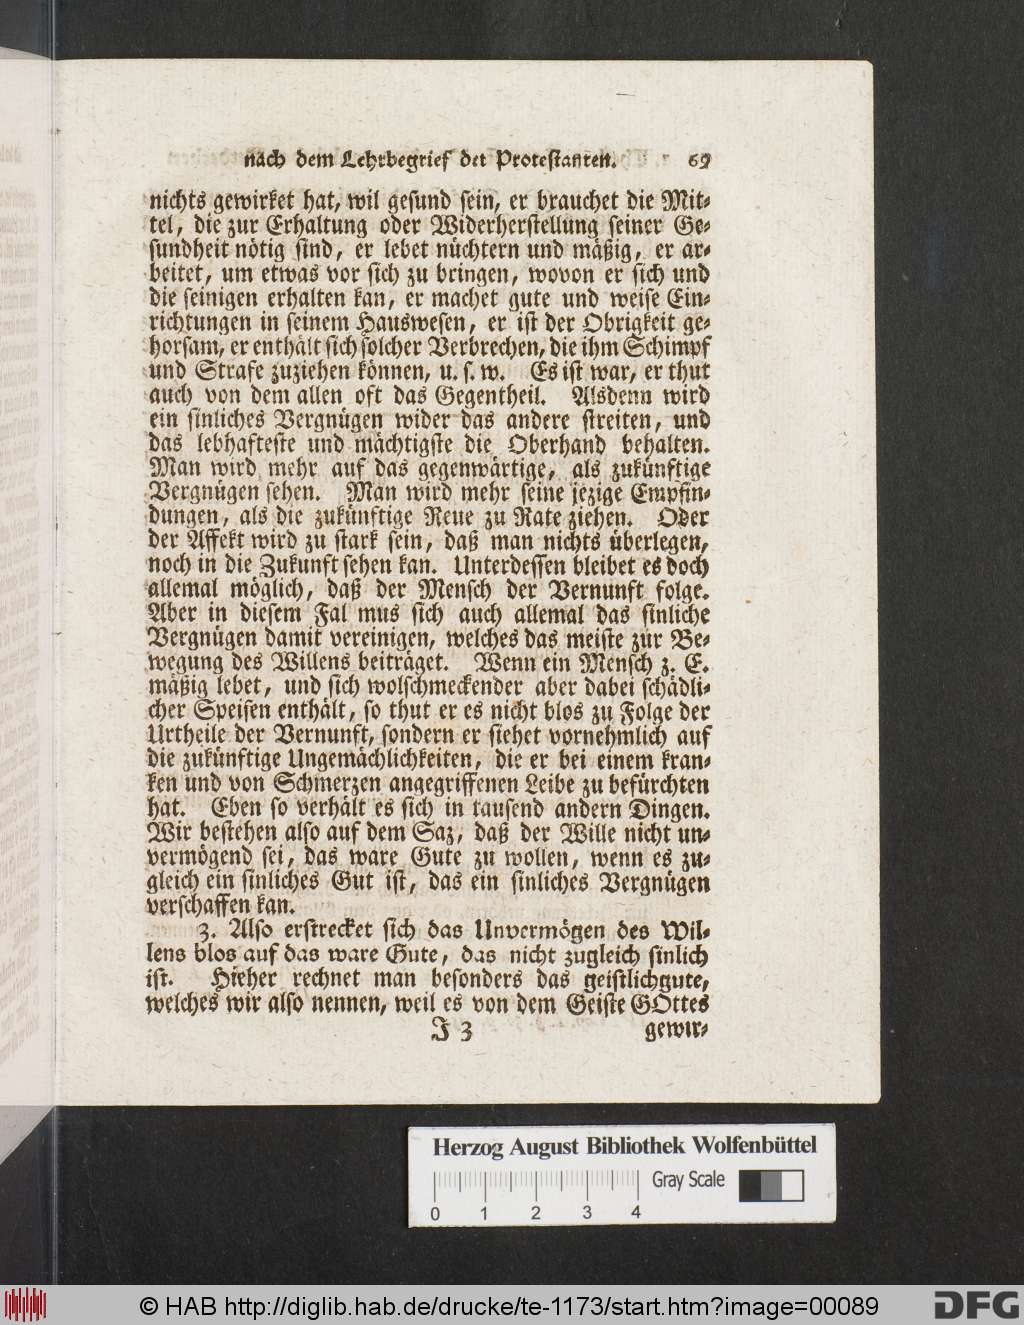 nach dem Lehrbegrief der Protestanten. 69
nichts gewirket hat, wil gesund sein, er brauchet die Mit-
tel, die zur Erhaltung oder Widerherstellung seiner Ge-
sundheit nötig sind, er lebet nüchtern und mäßig, er ar-
beitet, um etwas vor sich zu bringen, wovon er sich und
die seinigen erhalten kan, er machet gute und weise Ein-
richtungen in seinem Hauswesen, er ist der Obrigkeit ge-
horsam, er enthält sich solcher Verbrechen, die ihm Schimpf
und Strafe zuziehen können, u. s. w. Es ist war, er thut
auch von dem allen oft das Gegentheil. Alsdenn wird
ein sinliches Vergnügen wider das andere streiten, und
das lebhafteste und mächtigste die Oberhand behalten.
Man wird mehr auf das gegenwärtige, als zukünftige
Vergnügen sehen. Man wird mehr seine jezige Empfin-
dungen, als die zukünftige Reue zu Rate ziehen. Oder
der Affekt wird zu stark sein, daß man nichts überlegen,
noch in die Zukunft sehen kan. Unterdessen bleibet es doch
allemal möglich, daß der Mensch der Vernunft folge.
Aber in diesem Fal mus sich auch allemal das sinliche
Vergnügen damit vereinigen, welches das meiste zur Be-
wegung des Willens beiträget. Wenn ein Mensch z. E.
mäßig lebet, und sich wolschmeckender aber dabei schädli-
cher Speisen enthält, so thut er es nicht blos zu Folge der
Urtheile der Vernunft, sondern er siehet vornehmlich auf
die zukünftige Ungemächlichkeiten, die er bei einem kran-
ken und von Schmerzen angegriffenen Leibe zu befürchten
hat. Eben so verhält es sich in tausend andern Dingen.
Wir bestehen also auf dem Saz, daß der Wille nicht un-
vermögend sei, das ware Gute zu wollen, wenn es zu-
gleich ein sinliches Gut ist, das ein sinliches Vergnügen
verschaffen kan.
3. Also erstrecket sich das Unvermögen des Wil-
lens blos auf das ware Gute, das nicht zugleich sinlich
ist. Hieher rechnet man besonders das geistlichgute,
welches wir also nennen, weil es von dem Geiste GOttes
J 3 gewir-
Herzog August Bibliothek Wolfenbüttel
Gray Scale
0 1 2 3 4
© HAB http://diglib.hab.de/drucke/te-1173/start.htm?image=00089
DFG